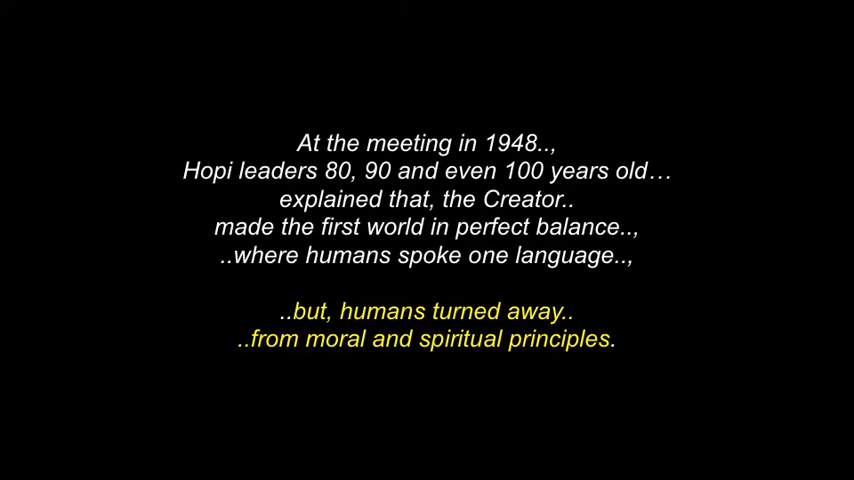 At the meeting in 1948..,
Hopi leaders 80, 90 and even 100 years old…
explained that, the Creator..
made the first world in perfect balance..,
..where humans spoke one language..,
..but, humans turned away..
..from moral and spiritual principles.